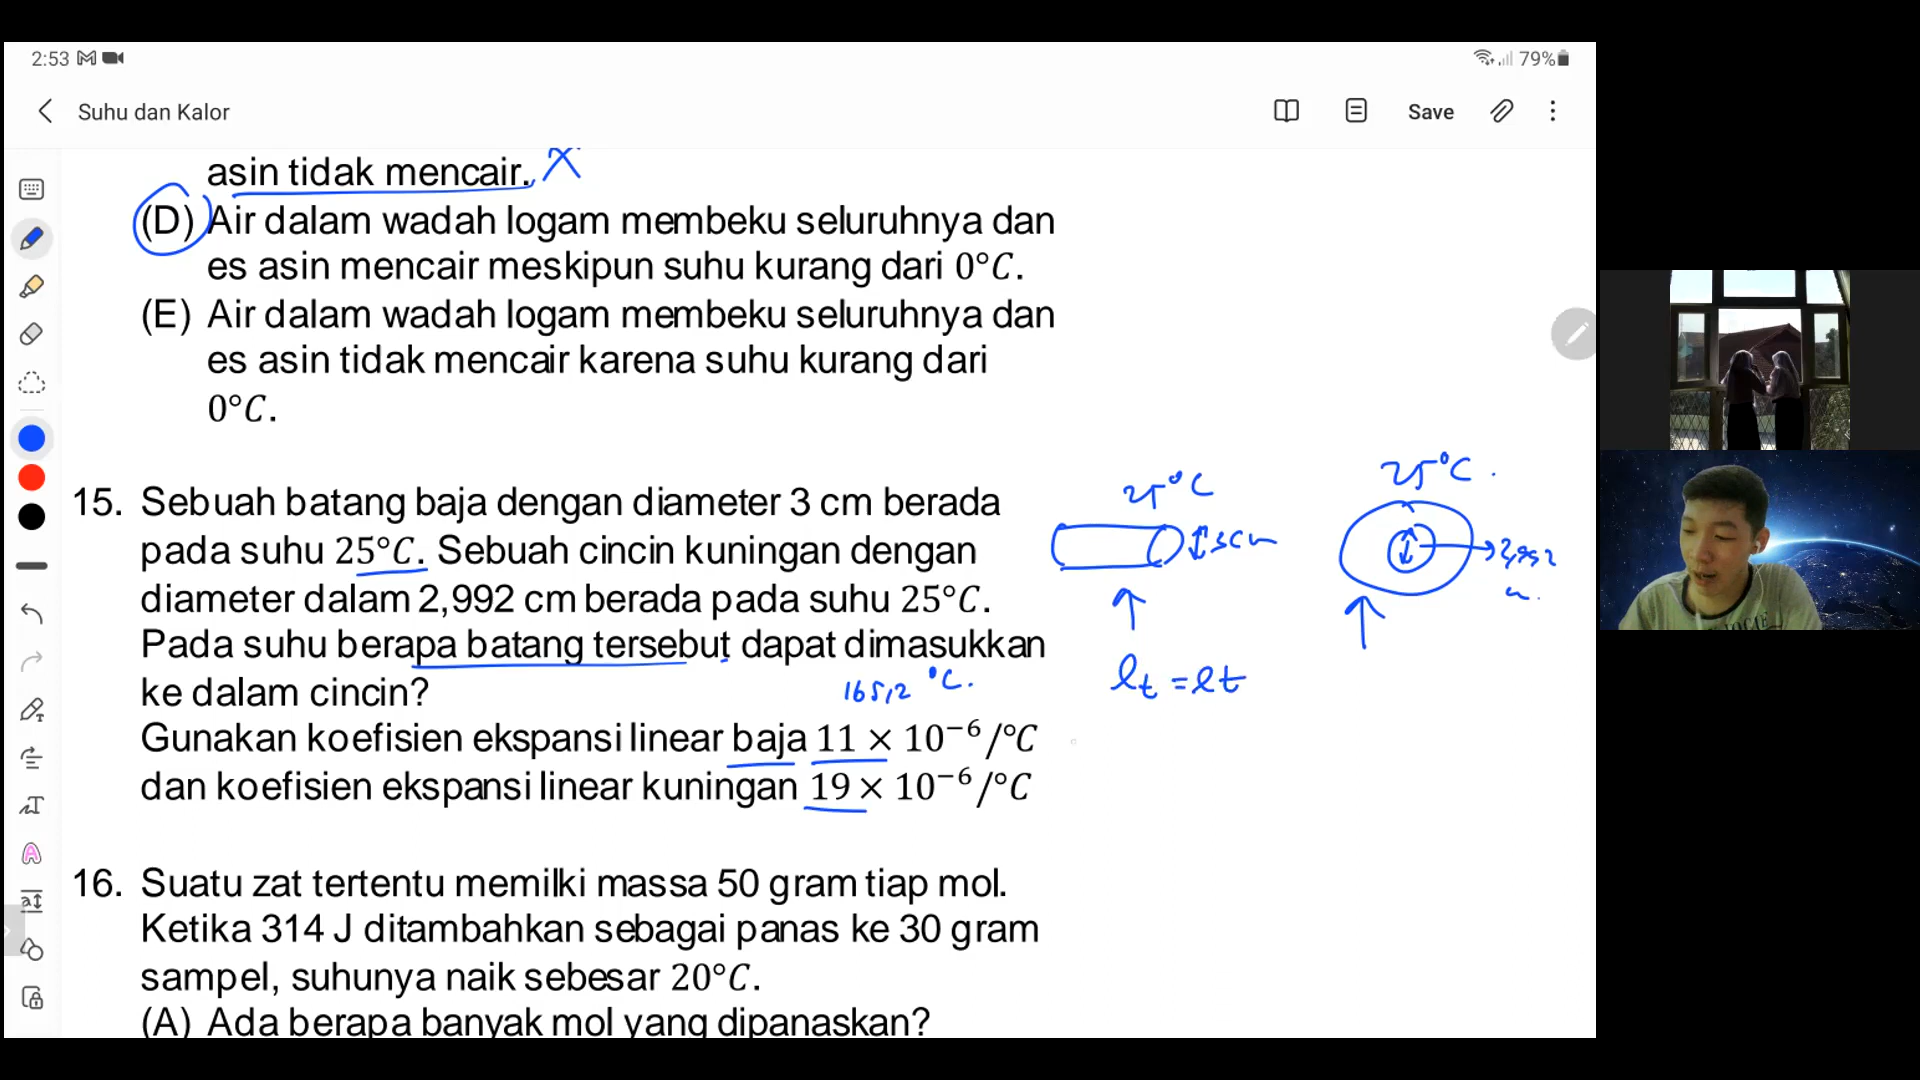 2:53
79%
Suhu dan Kalor
Save
asin tidak mencair. X
(D) Air dalam wadah logam membeku seluruhnya dan
es asin mencair meskipun suhu kurang dari 0°C.
(E) Air dalam wadah logam membeku seluruhnya dan
es asin tidak mencair karena suhu kurang dari
0°C.
15. Sebuah batang baja dengan diameter 3 cm berada
pada suhu 25°C. Sebuah cincin kuningan dengan
diameter dalam 2,992 cm berada pada suhu 25°C.
Pada suhu berapa batang tersebut dapat dimasukkan
ke dalam cincin?
165,2 °C.
Gunakan koefisien ekspansi linear baja 11 × 10⁻⁶/°C
dan koefisien ekspansi linear kuningan 19 × 10⁻⁶/°C
25°C
3cm
lt = lt
25°C.
16. Suatu zat tertentu memilki massa 50 gram tiap mol.
Ketika 314 J ditambahkan sebagai panas ke 30 gram
sampel, suhunya naik sebesar 20°C.
(A) Ada berapa banyak mol yang dipanaskan?